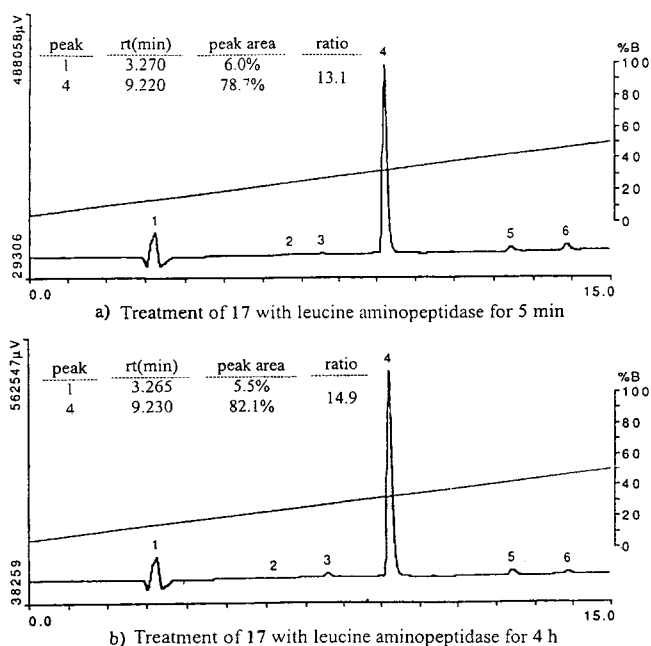 488058µV
peak rt(min) peak area ratio
1 3.270 6.0%
4 9.220 78.7%
13.1
4
%B
100
80
60
40
20
0
1
2
3
5
6
29306
0.0
15.0
a) Treatment of 17 with leucine aminopeptidase for 5 min
562547µV
peak rt(min) peak area ratio
1 3.265 5.5%
4 9.230 82.1%
14.9
4
%B
100
80
60
40
20
0
1
2
3
5
6
38259
0.0
15.0
b) Treatment of 17 with leucine aminopeptidase for 4 h